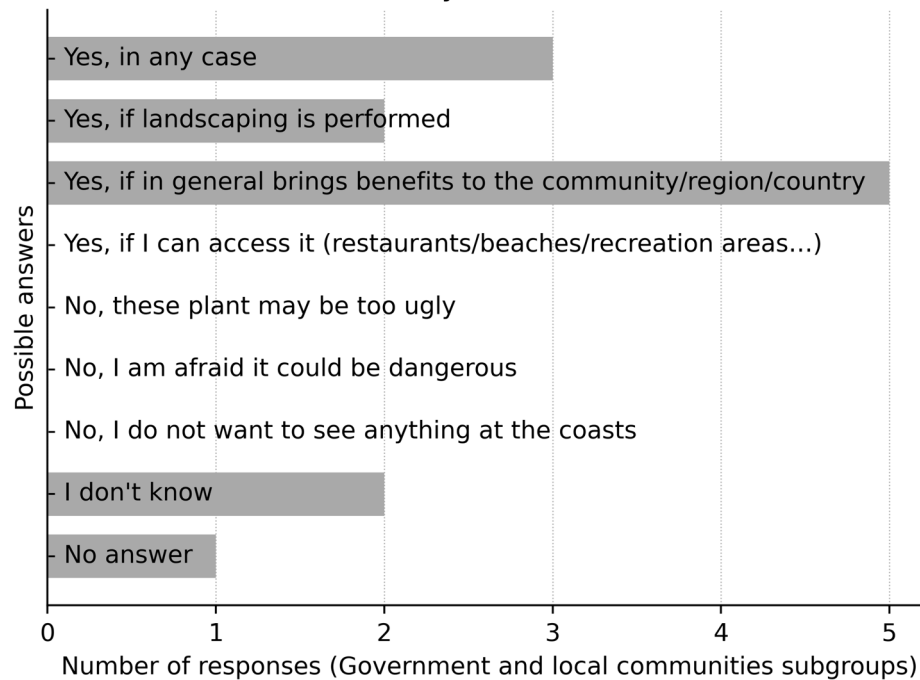 Yes, in any case
Yes, if landscaping is performed
Yes, if in general brings benefits to the community/region/country
Yes, if I can access it (restaurants/beaches/recreation areas...)
No, these plant may be too ugly
No, I am afraid it could be dangerous
No, I do not want to see anything at the coasts
I don't know
No answer
Possible answers
0 1 2 3 4 5
Number of responses (Government and local communities subgroups)